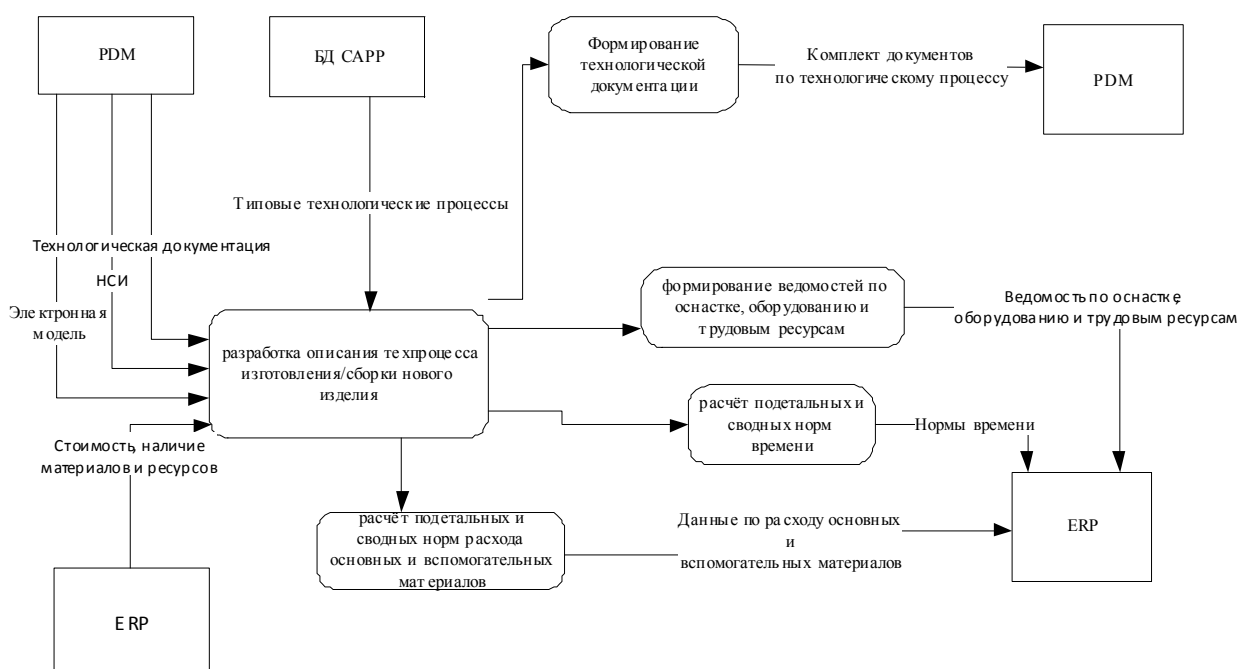 PDM
БД CAPP
Формирование
технологической
документации
Комплект документов
по технологическому процессу
PDM
Типовые технологические процессы
Технологическая документация
НСИ
Электронная
модель
формирование ведомостей по
оснастке, оборудованию и
трудовым ресурсам
Ведомость по оснастке,
оборудованию и трудовым ресурсам
разработка описания техпроцесса
изготовления/сборки нового
изделия
расчёт подетальных и
сводных норм
времени
Нормы времени
Стоимость, наличие
материалов и ресурсов
расчёт подетальных и
сводных норм расхода
основных и вспомогательных
материалов
Данные по расходу основных
и
вспомогательных материалов
ERP
ERP